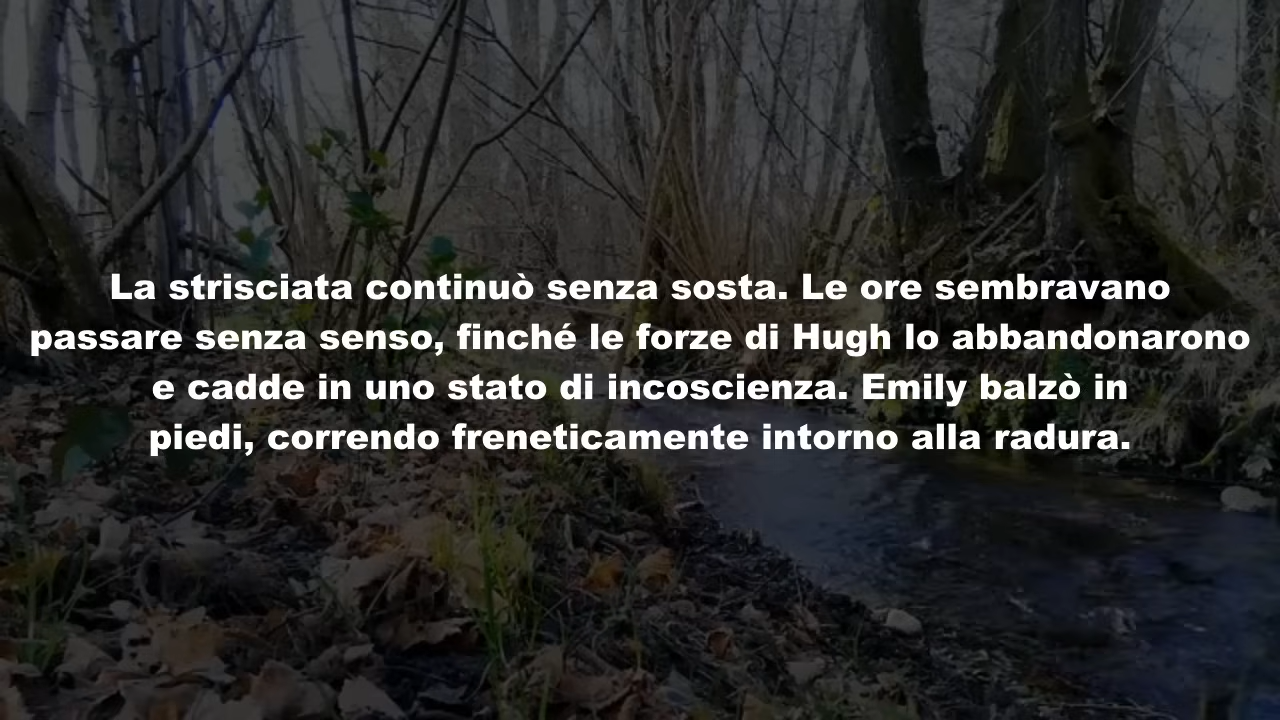 La strisciata continuò senza sosta. Le ore sembravano
passare senza senso, finché le forze di Hugh lo abbandonarono
e cadde in uno stato di incoscienza. Emily balzò in
piedi, correndo freneticamente intorno alla radura.